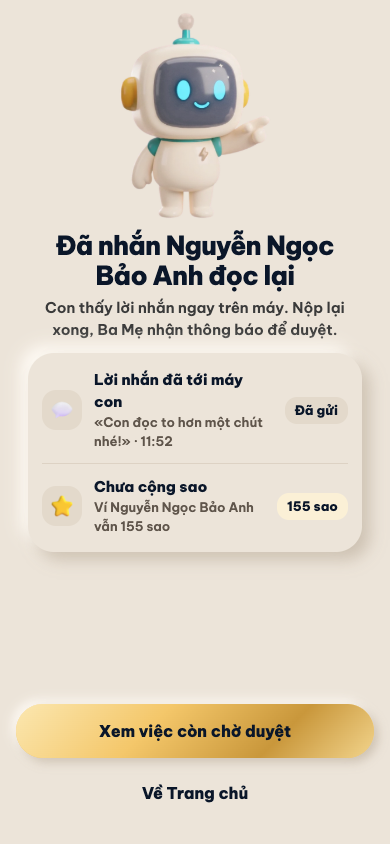 Đã nhắn Nguyễn Ngọc
Bảo Anh đọc lại
Con thấy lời nhắn ngay trên máy. Nộp lại
xong, Ba Mẹ nhận thông báo để duyệt.
Lời nhắn đã tới máy
con
«Con đọc to hơn một chút
nhé!» · 11:52
Đã gửi
Chưa cộng sao
Ví Nguyễn Ngọc Bảo Anh
vẫn 155 sao
155 sao
Xem việc còn chờ duyệt
Về Trang chủ